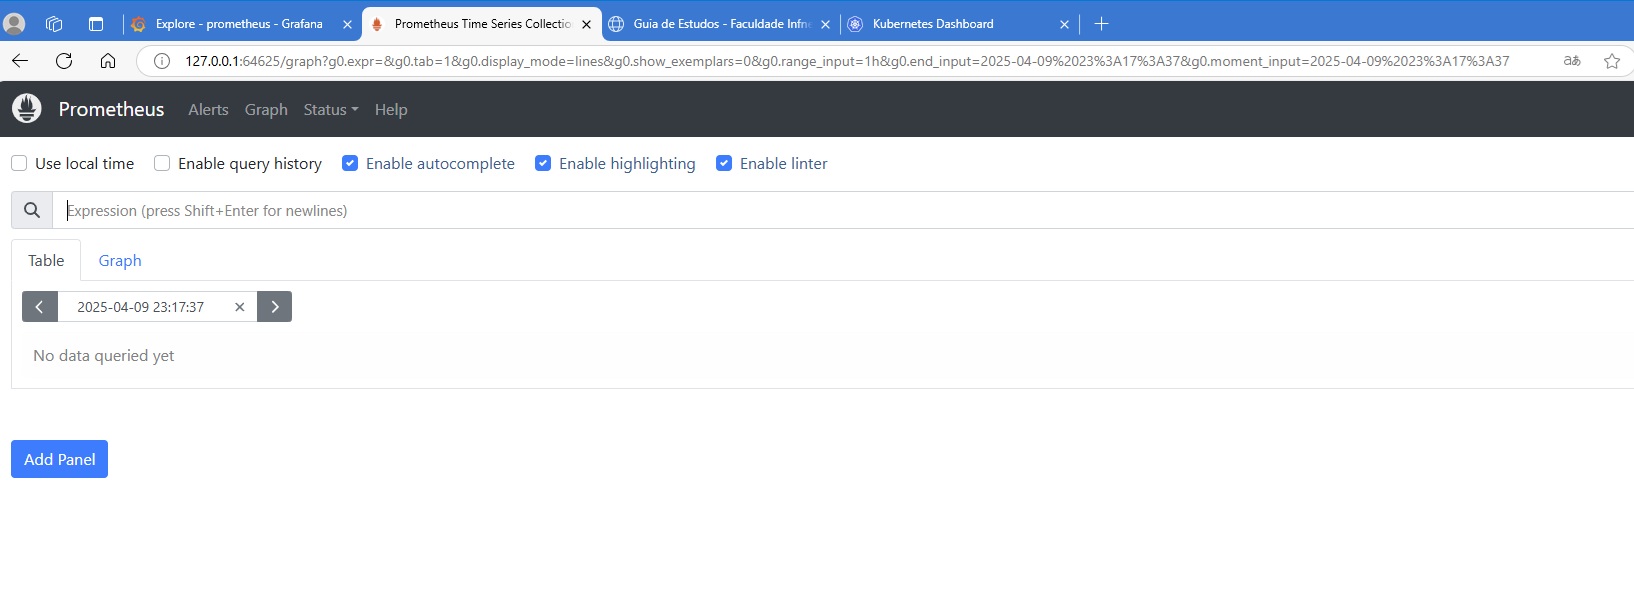 Explore - prometheus - Grafana
Prometheus Time Series Collectio
Guia de Estudos - Faculdade Infn
Kubernetes Dashboard
127.0.0.1:64625/graph?g0.expr=&g0.tab=1&g0.display_mode=lines&g0.show_exemplars=0&g0.range_input=1h&g0.end_input=2025-04-09%2023%3A17%3A37&g0.moment_input=2025-04-09%2023%3A17%3A37
aあ
Prometheus Alerts Graph Status Help
Use local time Enable query history Enable autocomplete Enable highlighting Enable linter
Expression (press Shift+Enter for newlines)
Table Graph
2025-04-09 23:17:37
No data queried yet
Add Panel